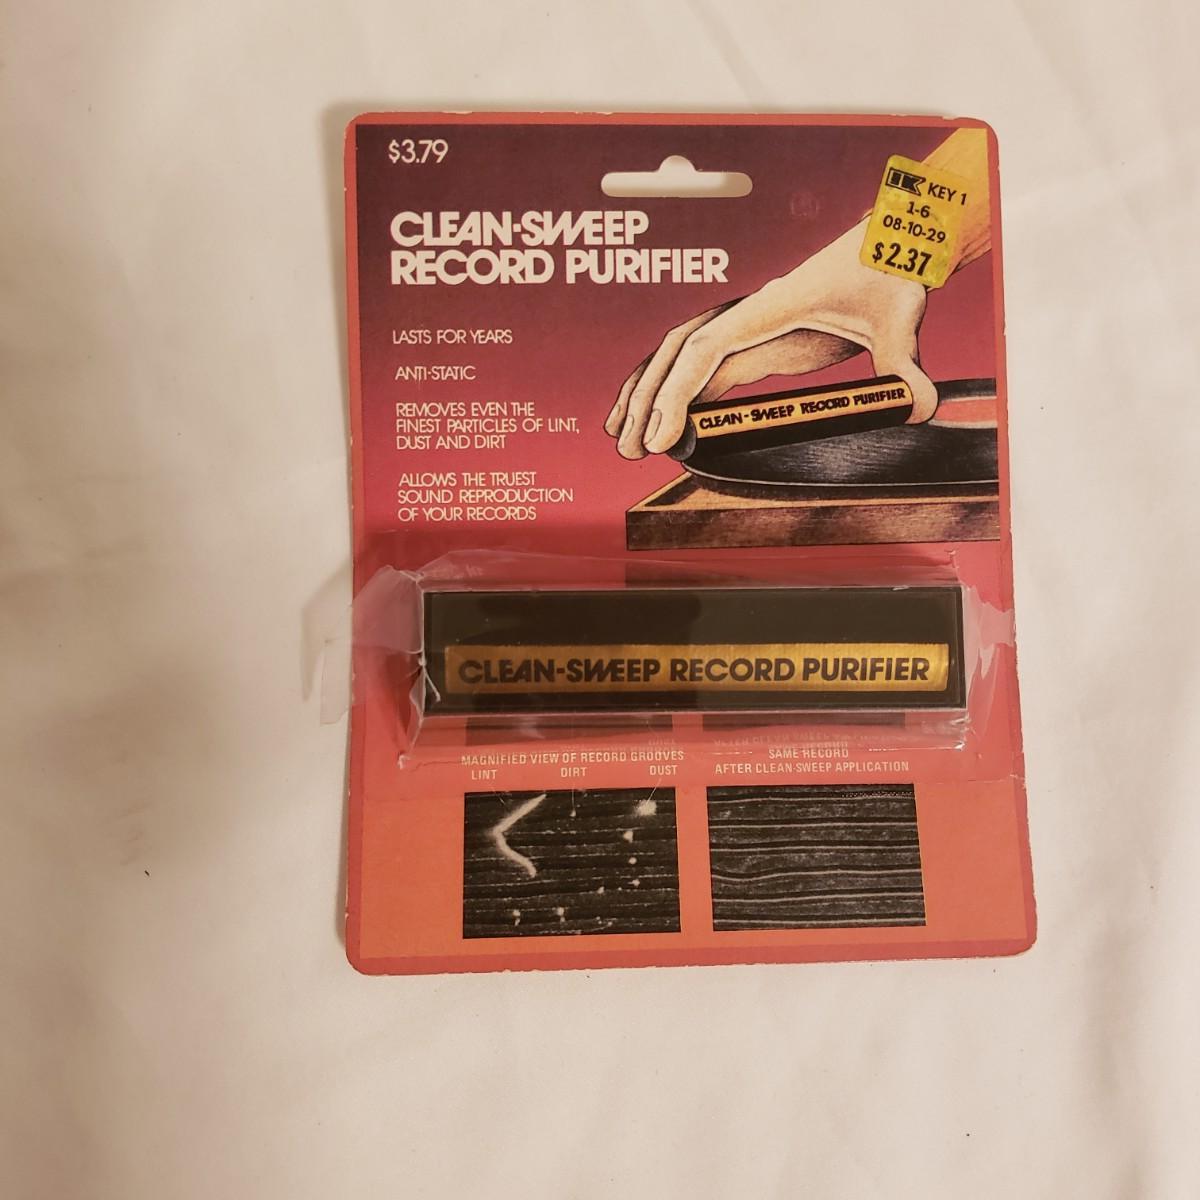 $3.79
KEY 1
1-6
08-10-29
$2.37
CLEAN-SWEEP
RECORD PURIFIER
LASTS FOR YEARS
ANTI-STATIC
REMOVES EVEN THE
FINEST PARTICLES OF LINT,
DUST AND DIRT
ALLOWS THE TRUEST
SOUND REPRODUCTION
OF YOUR RECORDS
CLEAN-SWEEP RECORD PURIFIER
CLEAN-SWEEP RECORD PURIFIER
MAGNIFIED VIEW OF RECORD GROOVES
LINT DIRT DUST
SAME RECORD
AFTER CLEAN-SWEEP APPLICATION